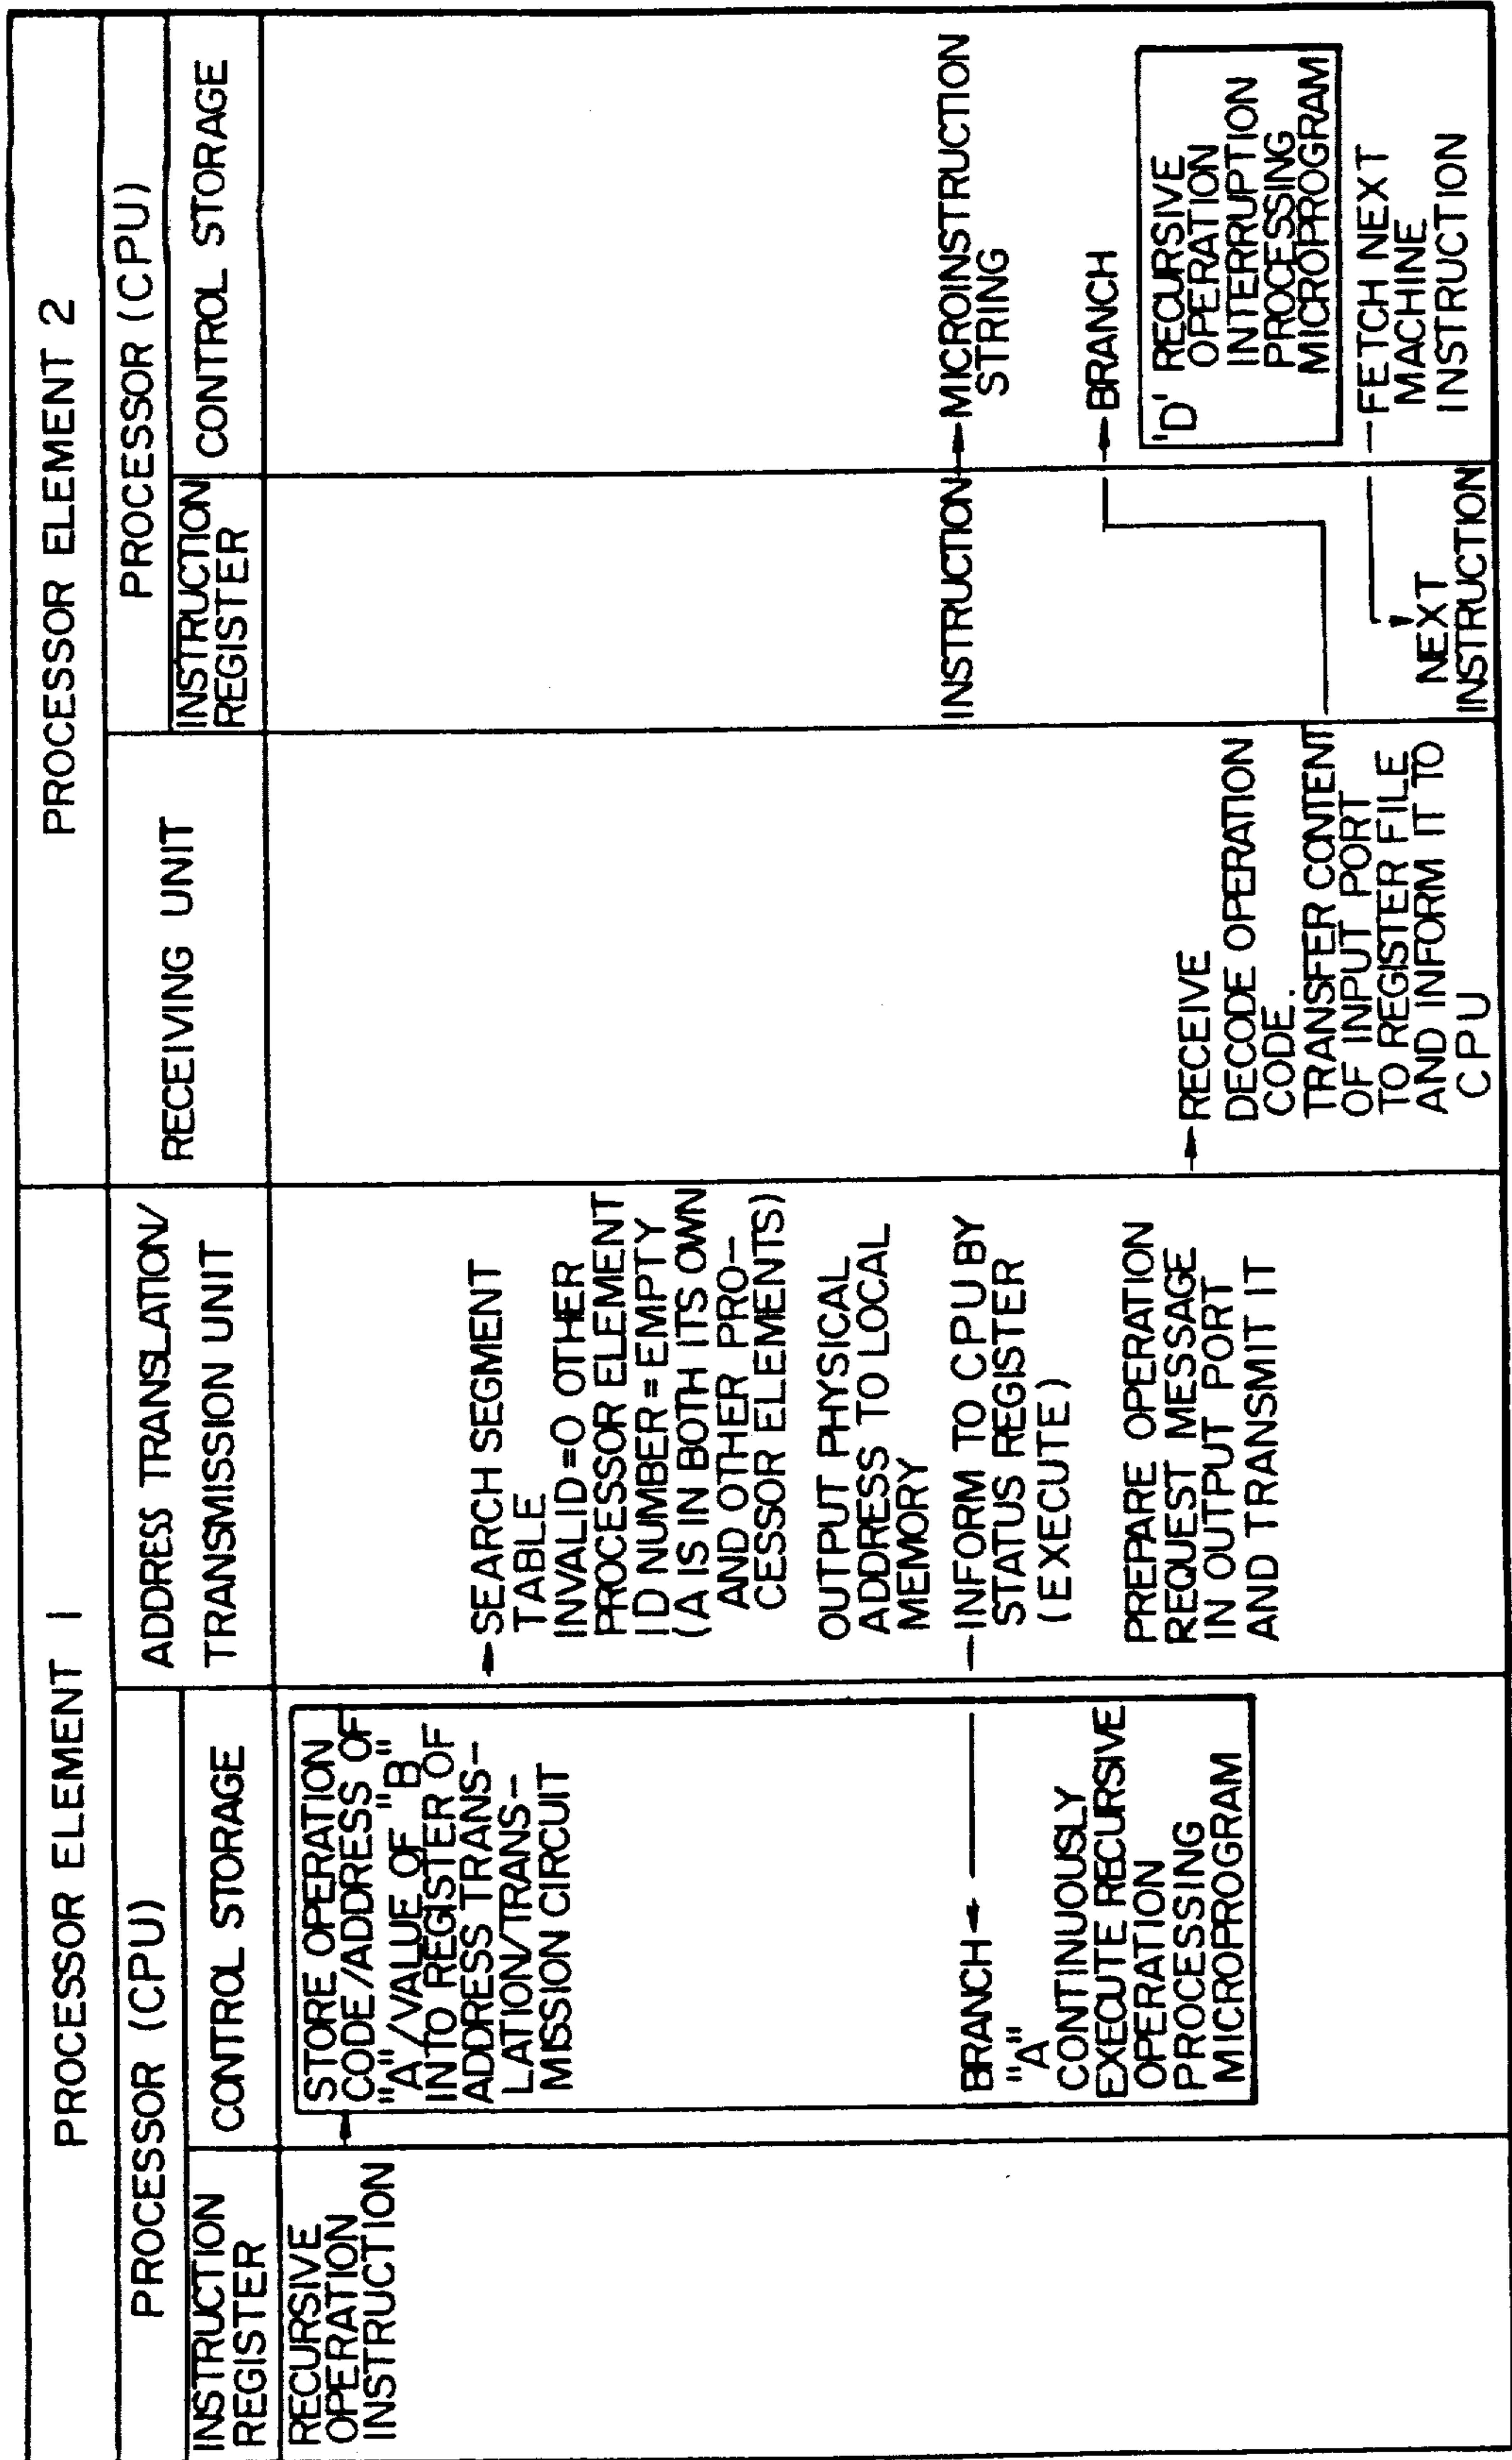 PROCESSOR ELEMENT 1
PROCESSOR ELEMENT 2
PROCESSOR (CPU)
ADDRESS TRANSLATION/
TRANSMISSION UNIT
RECEIVING UNIT
PROCESSOR (CPU)
INSTRUCTION
REGISTER
CONTROL STORAGE
INSTRUCTION
REGISTER
CONTROL STORAGE
RECURSIVE
OPERATION
INSTRUCTION
STORE OPERATION
CODE/ADDRESS OF
"A"/VALUE OF "B"
INTO REGISTER OF
ADDRESS TRANS-
LATION/TRANS-
MISSION CIRCUIT
SEARCH SEGMENT
TABLE
INVALID=0 OTHER
PROCESSOR ELEMENT
ID NUMBER=EMPTY
(A IS IN BOTH ITS OWN
AND OTHER PRO-
CESSOR ELEMENTS)
OUTPUT PHYSICAL
ADDRESS TO LOCAL
MEMORY
INFORM TO CPU BY
STATUS REGISTER
(EXECUTE)
BRANCH
"A"
CONTINUOUSLY
EXECUTE RECURSIVE
OPERATION
PROCESSING
MICROPROGRAM
PREPARE OPERATION
REQUEST MESSAGE
IN OUTPUT PORT
AND TRANSMIT IT
RECEIVE
DECODE OPERATION
CODE.
TRANSFER CONTENT
OF INPUT PORT
TO REGISTER FILE
AND INFORM IT TO
CPU
INSTRUCTION
MICROINSTRUCTION
STRING
BRANCH
'D' RECURSIVE
OPERATION
INTERRUPTION
PROCESSING
MICROPROGRAM
FETCH NEXT
MACHINE
INSTRUCTION
NEXT
INSTRUCTION